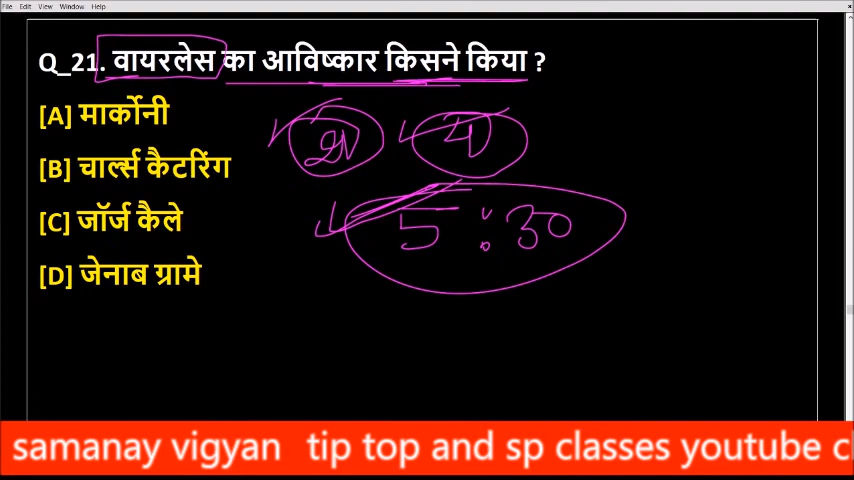 File Edit View Window Help
Q_21. वायरलेस का आविष्कार किसने किया ?
[A] मार्कोनी
[B] चार्ल्स कैटरिंग
[C] जॉर्ज कैले
[D] जेनाब ग्रामे
5:30
samanay vigyan tip top and sp classes youtube c